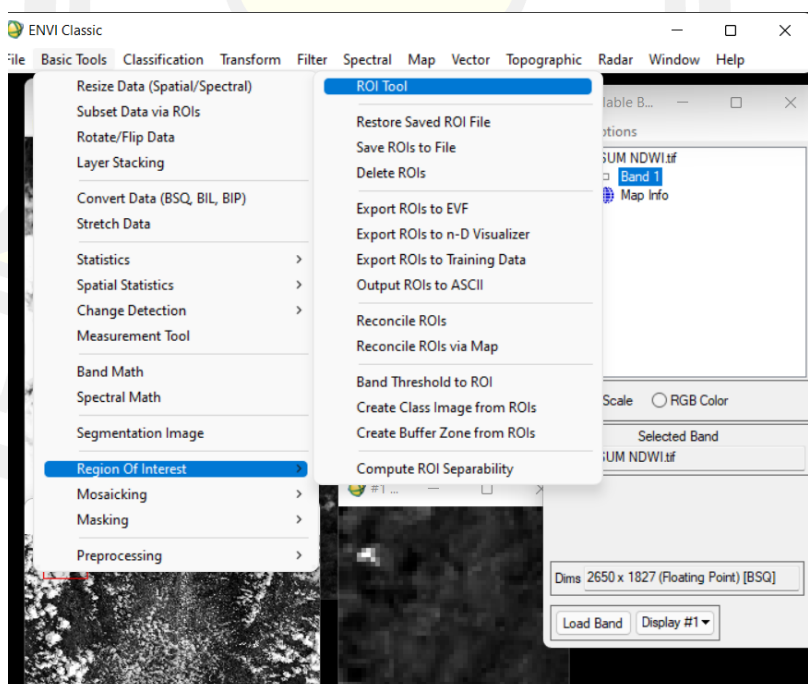 ENVI Classic
File Basic Tools Classification Transform Filter Spectral Map Vector Topographic Radar Window Help
Resize Data (Spatial/Spectral)
Subset Data via ROIs
Rotate/Flip Data
Layer Stacking
Convert Data (BSQ, BIL, BIP)
Stretch Data
Statistics
Spatial Statistics
Change Detection
Measurement Tool
Band Math
Spectral Math
Segmentation Image
Region Of Interest
Mosaicking
Masking
Preprocessing
ROI Tool
Restore Saved ROI File
Save ROIs to File
Delete ROIs
Export ROIs to EVF
Export ROIs to n-D Visualizer
Export ROIs to Training Data
Output ROIs to ASCII
Reconcile ROIs
Reconcile ROIs via Map
Band Threshold to ROI
Create Class Image from ROIs
Create Buffer Zone from ROIs
Compute ROI Separability
#1 ...
lable B...
ptions
SUM NDWI.tif
Band 1
Map Info
Scale RGB Color
Selected Band
SUM NDWI.tif
Dims 2650 x 1827 (Floating Point) [BSQ]
Load Band Display #1